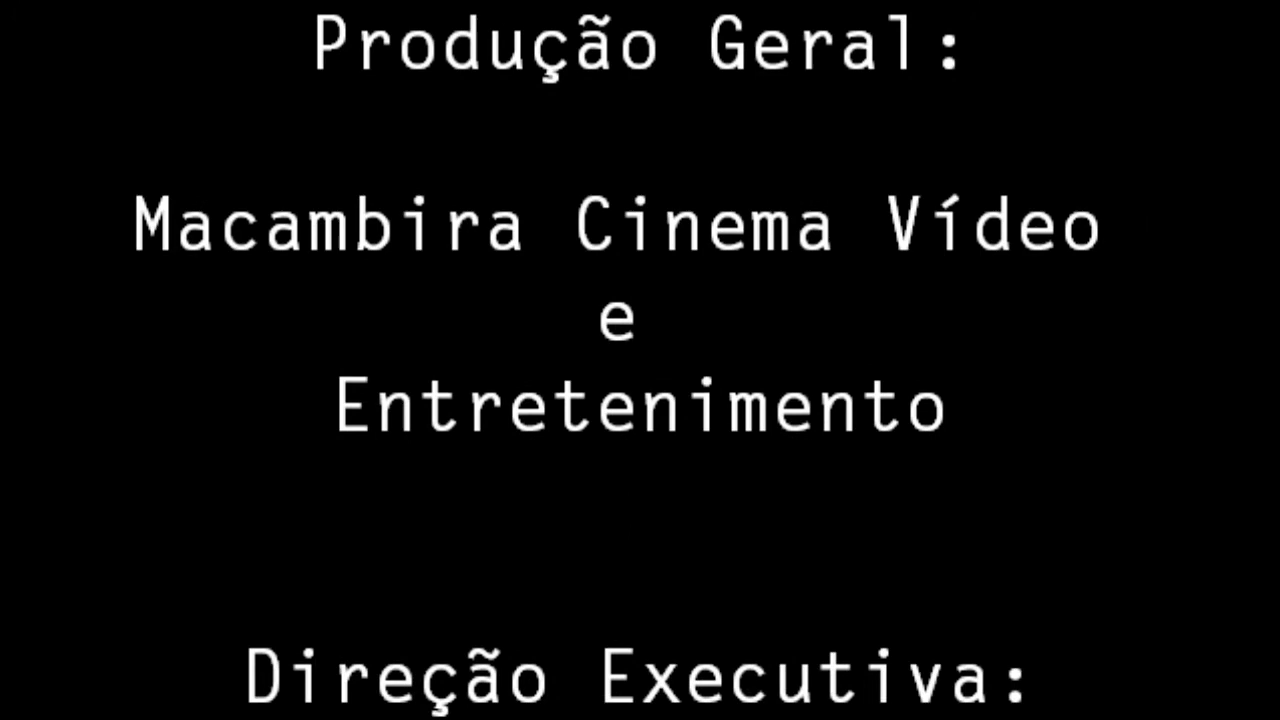 Produção Geral:
Macambira Cinema Vídeo
e
Entretenimento
Direção Executiva: